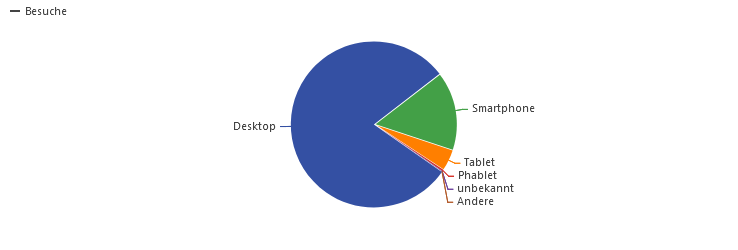 Besuche
Smartphone
Desktop
Tablet
Phablet
unbekannt
Andere